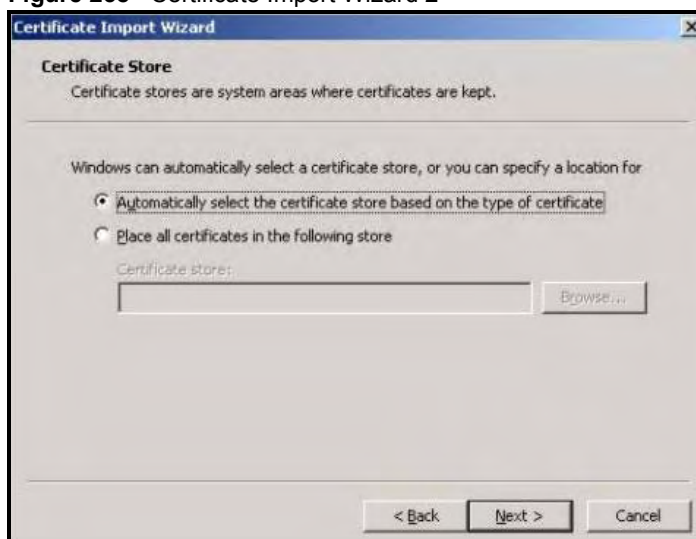 Certificate Import Wizard
Certificate Store
Certificate stores are system areas where certificates are kept.
Windows can automatically select a certificate store, or you can specify a location for
Automatically select the certificate store based on the type of certificate
Place all certificates in the following store
Certificate store:
Browse...
< Back
Next >
Cancel